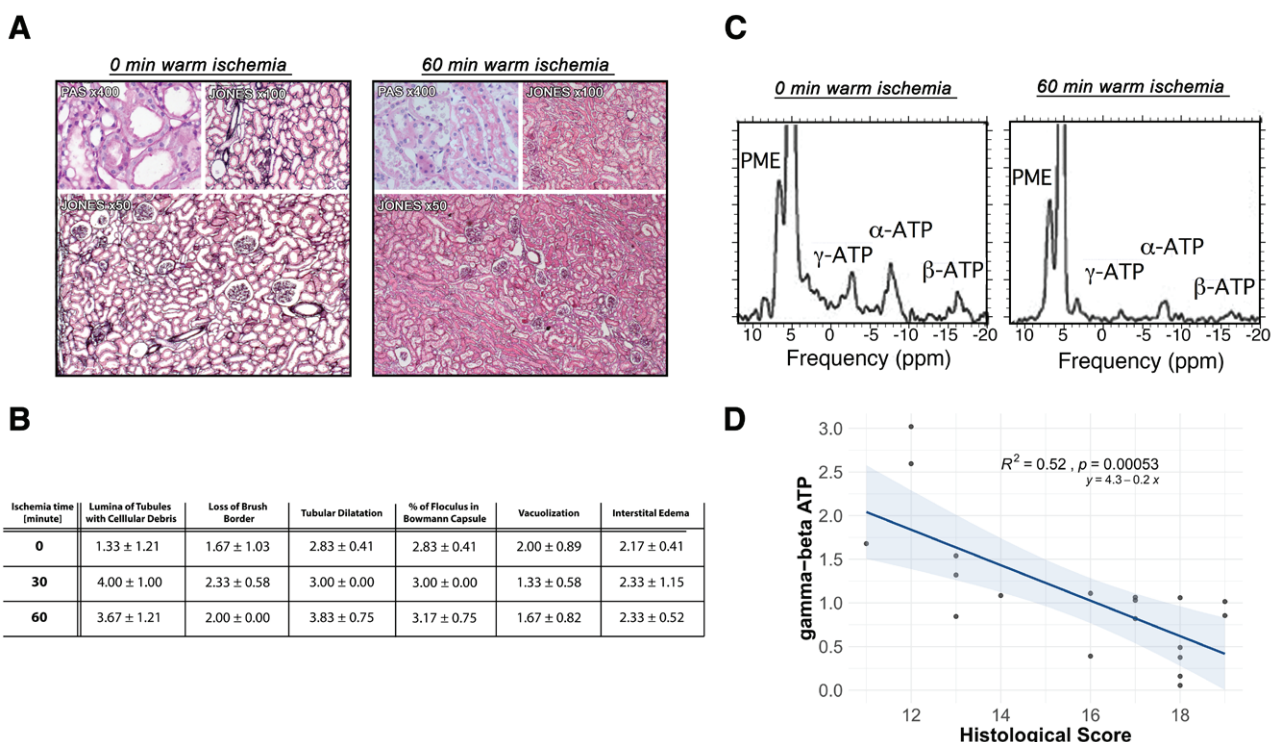 A
0 min warm ischemia
60 min warm ischemia
PAS x400
JONES x100
PAS x400
JONES x100
JONES x50
JONES x50
B
Ischemia time [minute] Lumina of Tubules with Celllular Debris Loss of Brush Border Tubular Dilatation % of Floculus in Bowmann Capsule Vacuolization Interstital Edema
0 1.33 ± 1.21 1.67 ± 1.03 2.83 ± 0.41 2.83 ± 0.41 2.00 ± 0.89 2.17 ± 0.41
30 4.00 ± 1.00 2.33 ± 0.58 3.00 ± 0.00 3.00 ± 0.00 1.33 ± 0.58 2.33 ± 1.15
60 3.67 ± 1.21 2.00 ± 0.00 3.83 ± 0.75 3.17 ± 0.75 1.67 ± 0.82 2.33 ± 0.52
C
0 min warm ischemia
PME
γ-ATP
α-ATP
β-ATP
10 5 0 -5 -10 -15 -20
Frequency (ppm)
60 min warm ischemia
PME
γ-ATP
α-ATP
β-ATP
10 5 0 -5 -10 -15 -20
Frequency (ppm)
D
gamma−beta ATP
3.0
2.5
2.0
1.5
1.0
0.5
0.0
R² = 0.52 , p = 0.00053
y = 4.3 − 0.2 x
12 14 16 18
Histological Score